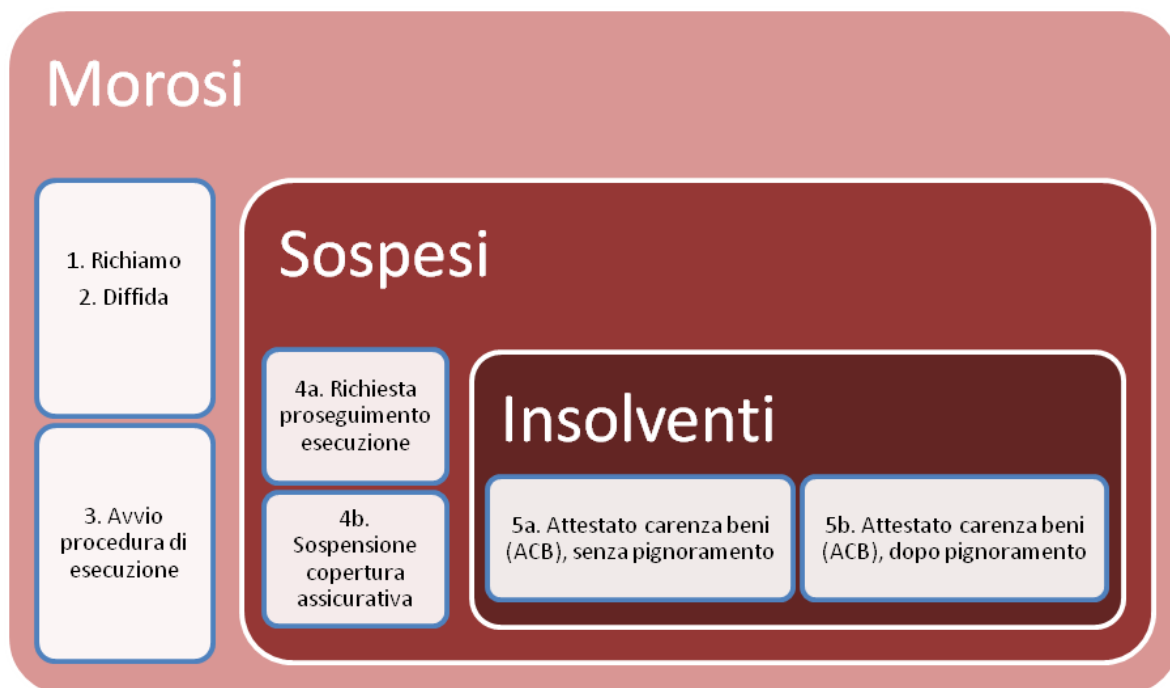 Morosi
1. Richiamo
2. Diffida
3. Avvio
procedura di
esecuzione
Sospesi
4a. Richiesta
proseguimento
esecuzione
4b.
Sospensione
copertura
assicurativa
Insolventi
5a. Attestato carenza beni
(ACB), senza pignoramento
5b. Attestato carenza beni
(ACB), dopo pignoramento